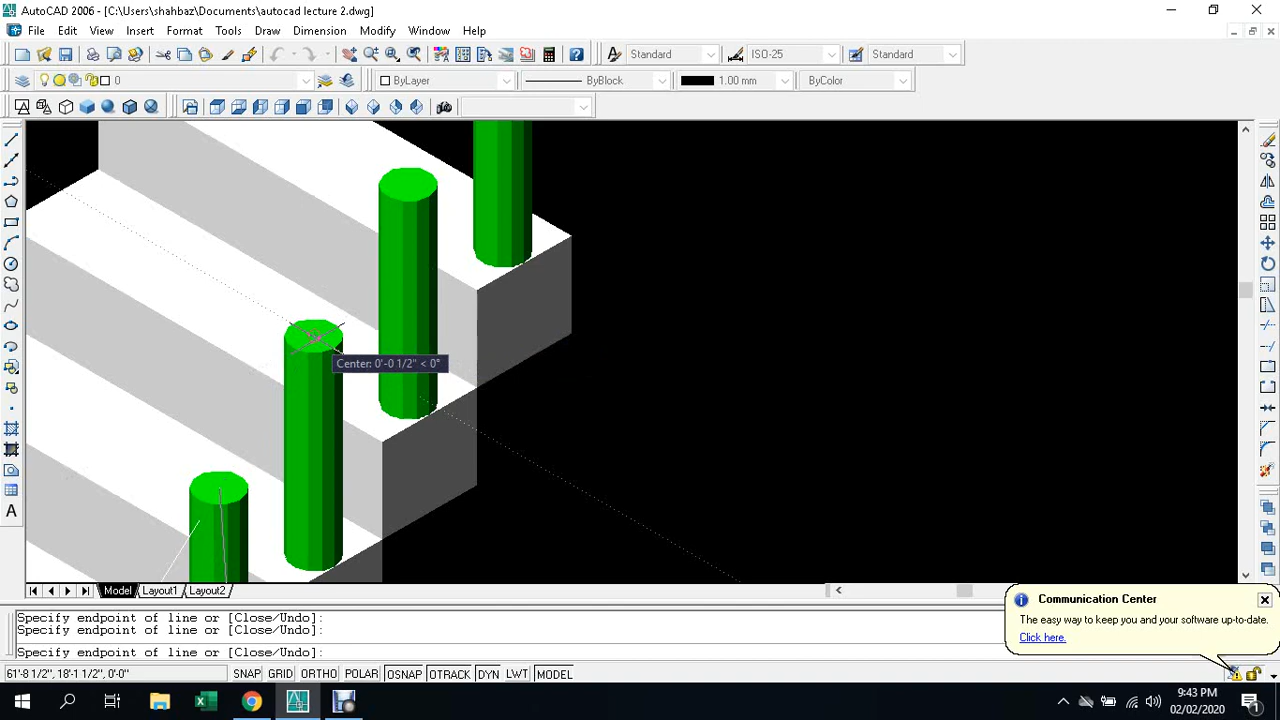 AutoCAD 2006 - [C:\Users\shahbaz\Documents\autocad lecture 2.dwg]
File Edit View Insert Format Tools Draw Dimension Modify Window Help
Standard ISO-25 Standard
0 ByLayer ByBlock 1.00 mm ByColor
Center: 0'-0 1/2" < 0°
A
Model Layout1 Layout2
Communication Center
The easy way to keep you and your software up-to-date.
Click here.
Specify endpoint of line or [Close/Undo]:
Specify endpoint of line or [Close/Undo]:
Specify endpoint of line or [Close/Undo]:
61'-8 1/2", 18'-1 1/2", 0'-0" SNAP GRID ORTHO POLAR OSNAP OTRACK DYN LWT MODEL
9:43 PM
02/02/2020
1